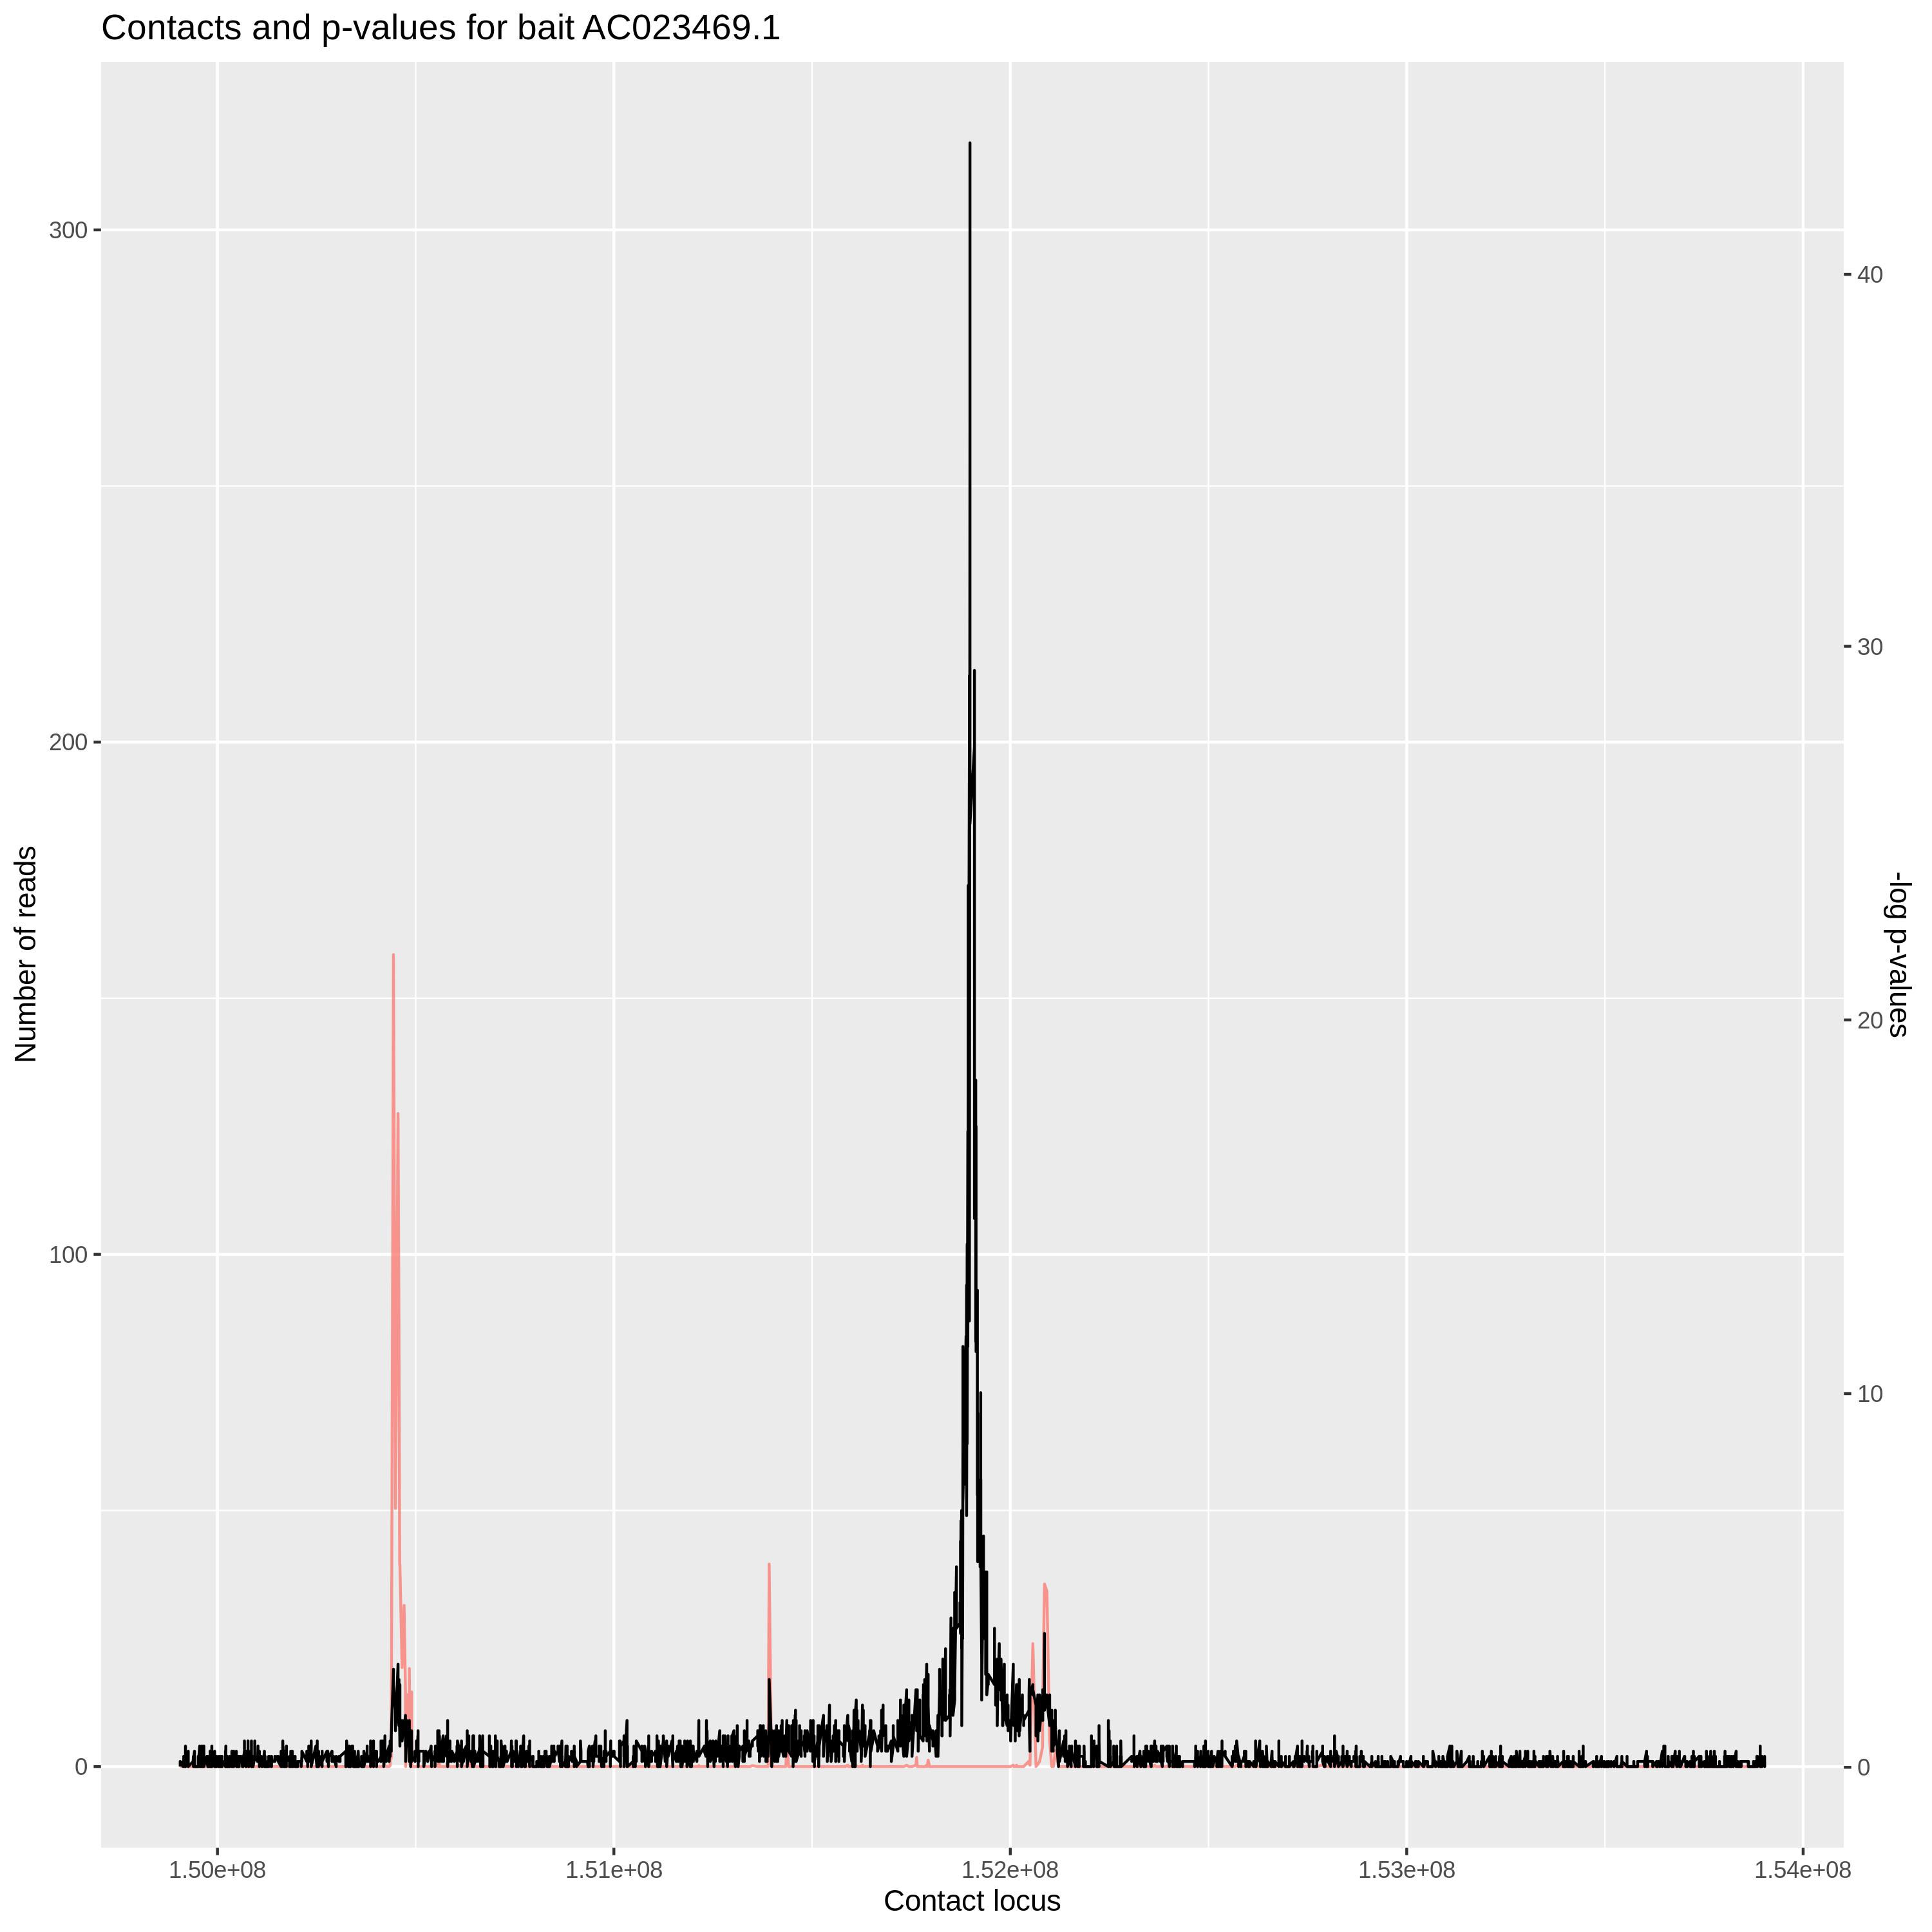 Contacts and p-values for bait AC023469.1
300
200
100
0
Number of reads
40
30
20
10
0
-log p-values
1.50e+08
1.51e+08
1.52e+08
1.53e+08
1.54e+08
Contact locus